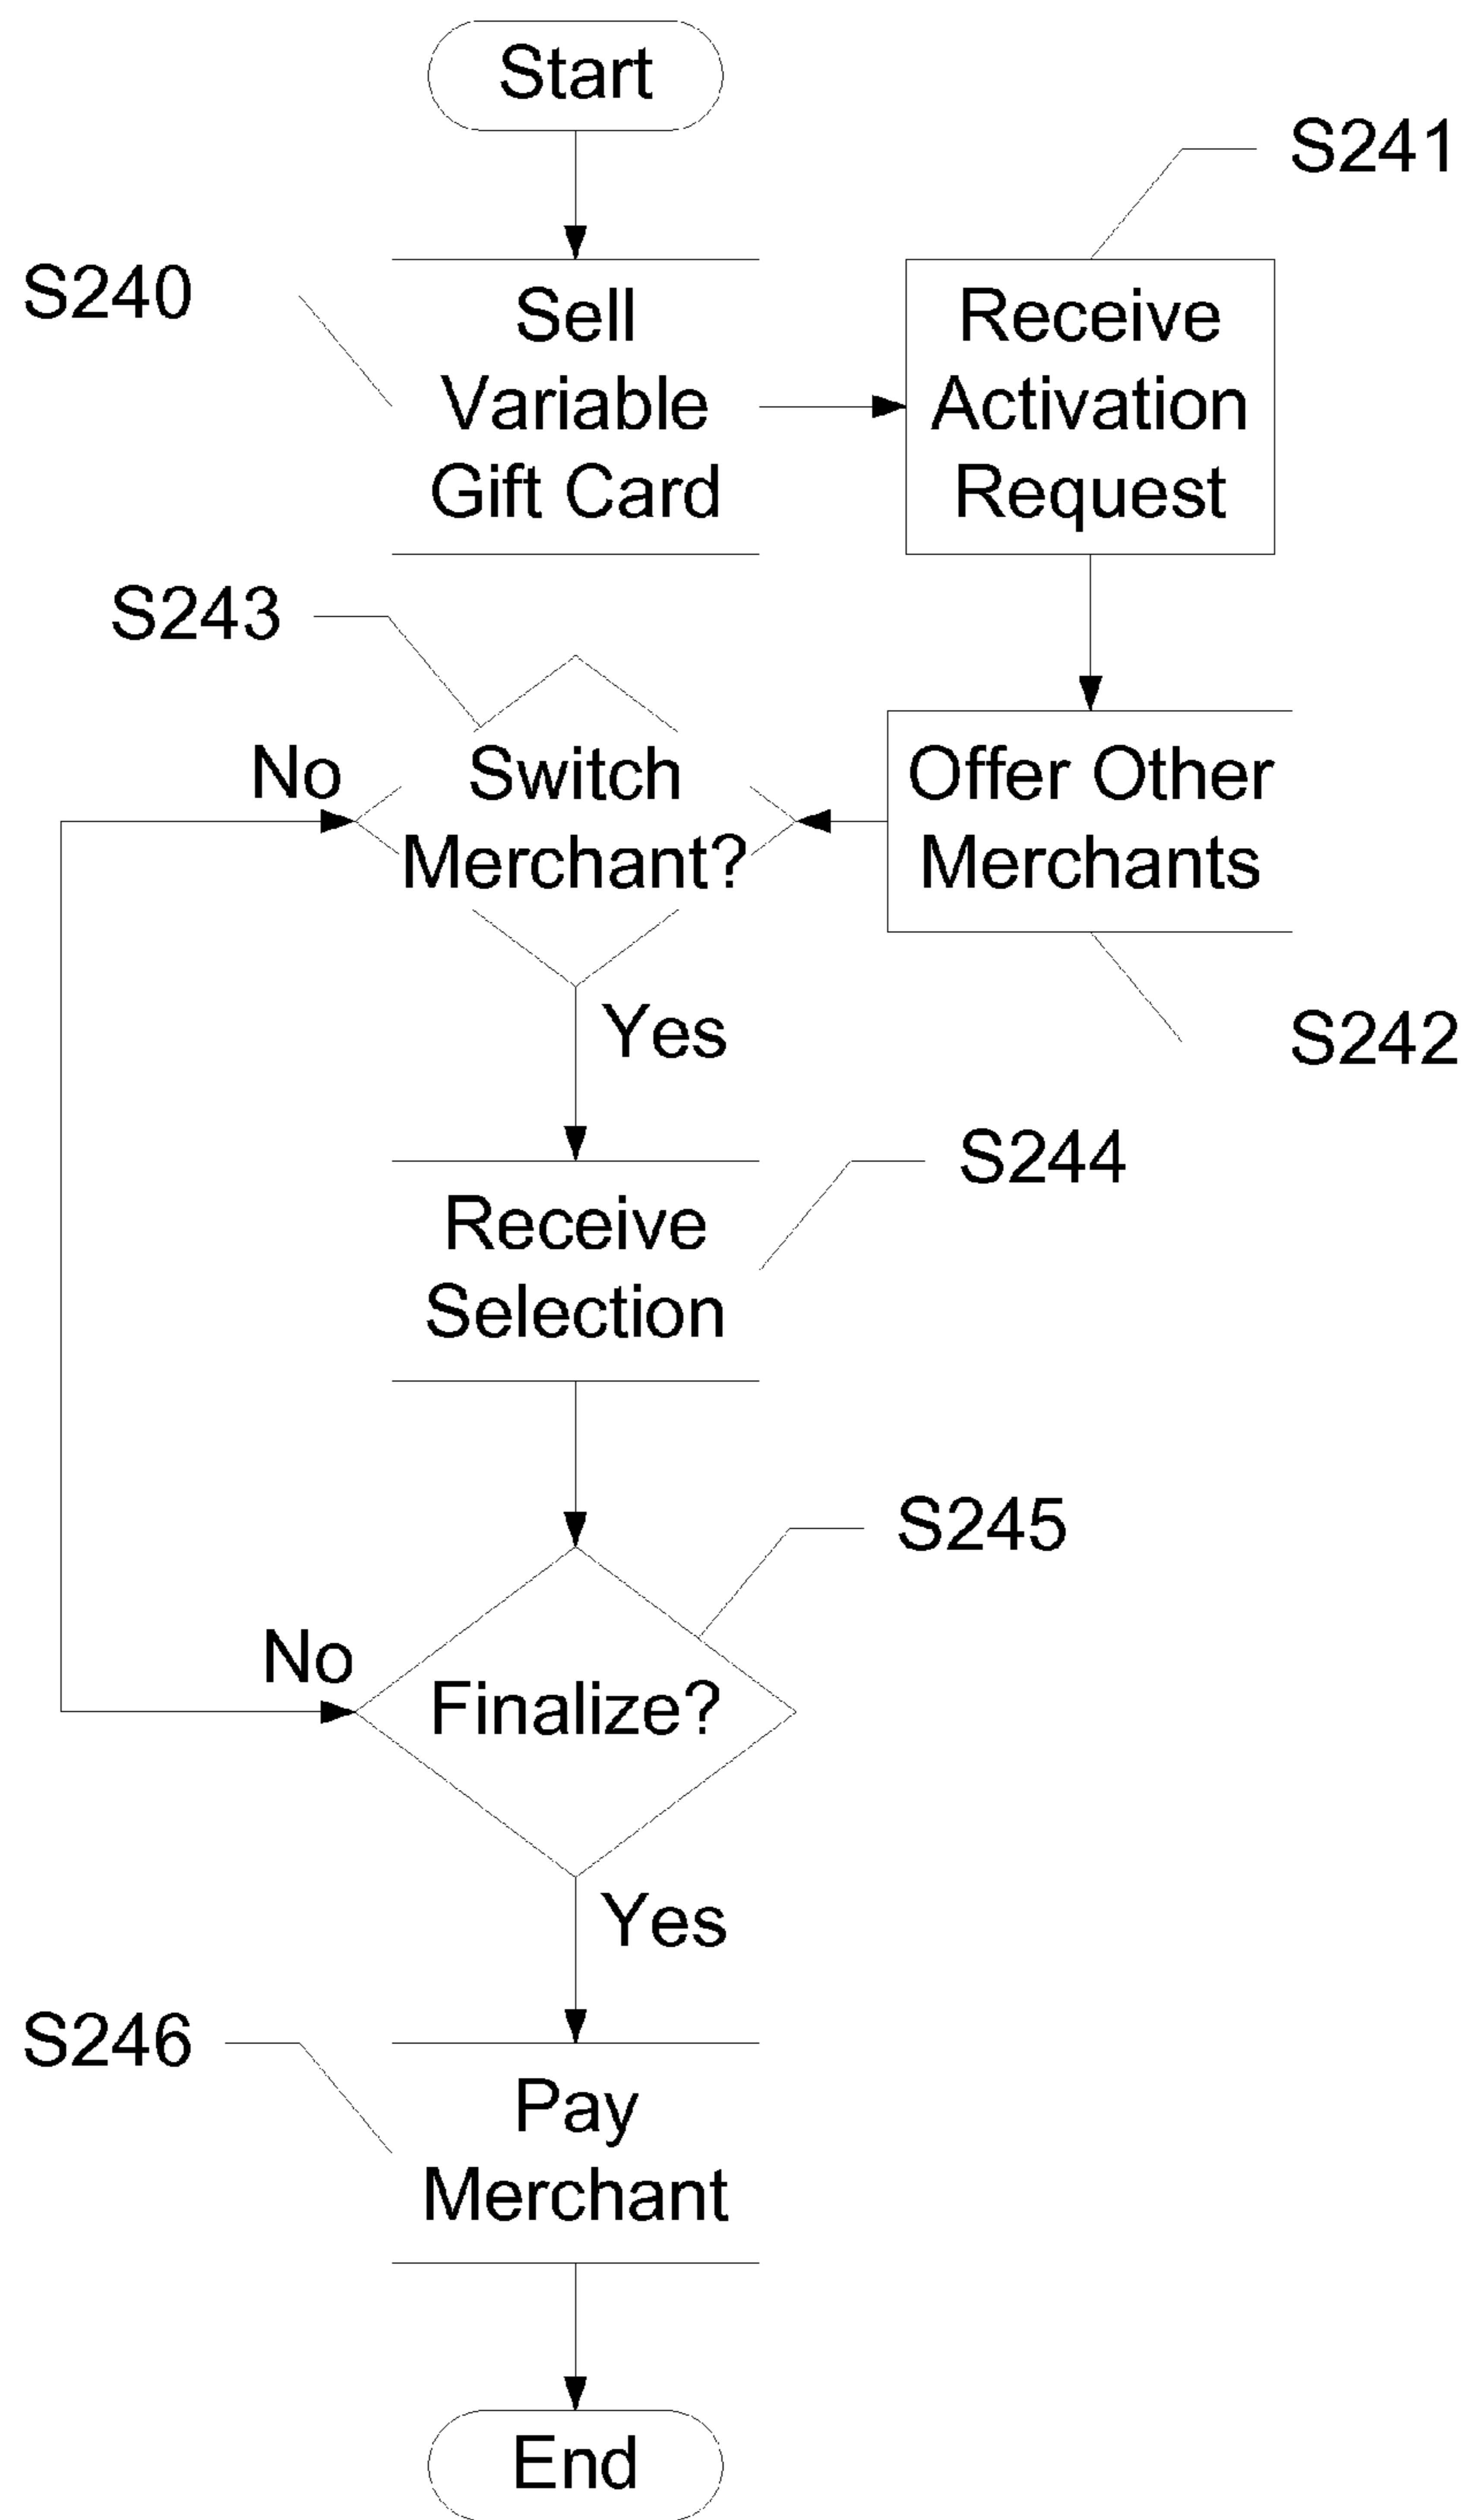 Start
S241
S240
Sell
Variable
Gift Card
Receive
Activation
Request
S243
No
Switch
Merchant?
Offer Other
Merchants
Yes
S242
S244
Receive
Selection
S245
No
Finalize?
Yes
S246
Pay
Merchant
End